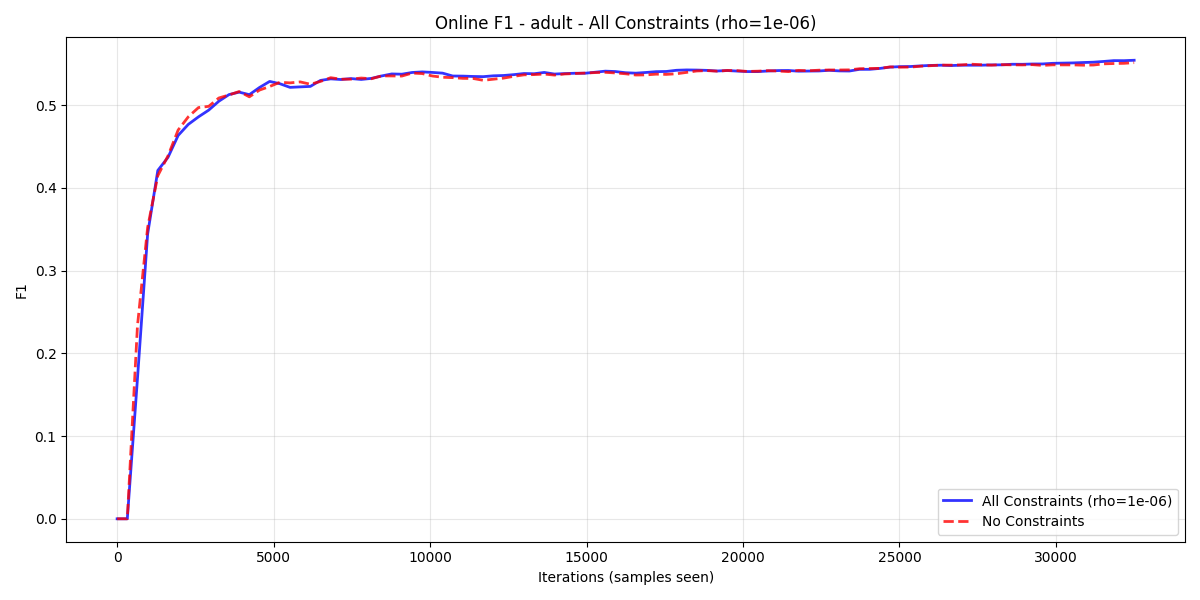 Online F1 - adult - All Constraints (rho=1e-06)
F1
0.5
0.4
0.3
0.2
0.1
0.0
All Constraints (rho=1e-06)
No Constraints
0 5000 10000 15000 20000 25000 30000
Iterations (samples seen)